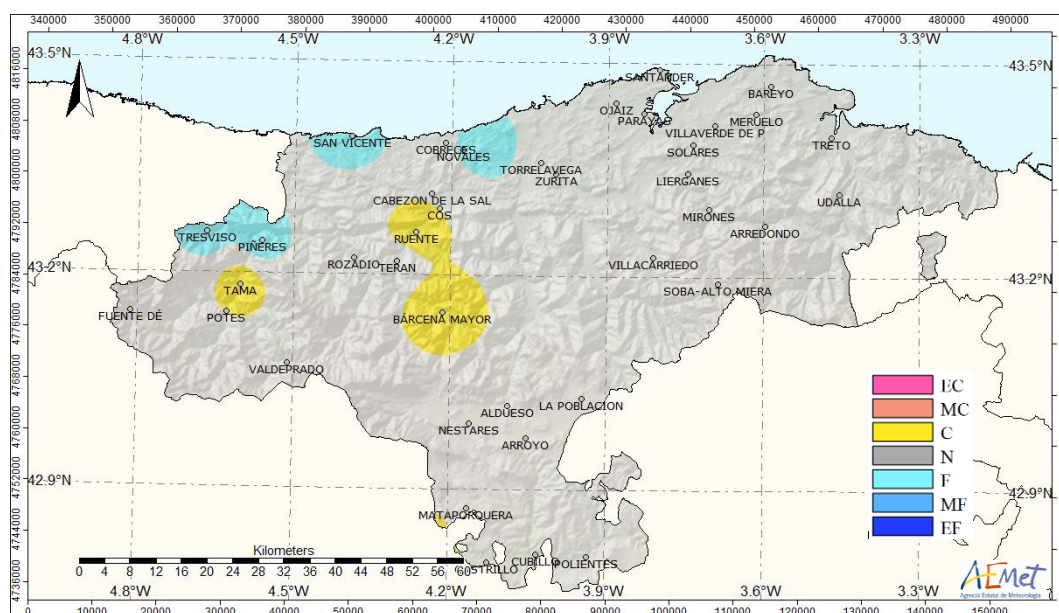 340000 350000 360000 370000 380000 390000 400000 410000 420000 430000 440000 450000 460000 470000 480000 490000
4.8°W 4.5°W 4.2°W 3.9°W 3.6°W 3.3°W
43.5°N 43.5°N
4816000
4808000
4800000
4792000
4784000
4776000
4768000
4760000
4752000
4744000
4736000
SANTANDER
BAREYO
OJAIZ
PARAYAS
MERUELO
VILLAVERDE DE P
SAN VICENTE
COBRECES
NOVALES
SOLARES
TRETO
TORRELAVEGA
ZURITA
LIERGANES
CABEZON DE LA SAL
COS
UDALLA
MIRONES
TRESVISO
PIÑERES
RUENTE
ARREDONDO
43.2°N
ROZADIO
TERAN
VILLACARRIEDO
43.2°N
TAMA
SOBA-ALTO MIERA
FUENTE DÉ
POTES
BÁRCENA MAYOR
VALDEPRADO
ALDUESO
LA POBLACION
NESTARES
ARROYO
42.9°N 42.9°N
MATAPORQUERA
CUBILLO
POLIENTES
EC
MC
C
N
F
MF
EF
Kilometers
0 4 8 12 16 20 24 28 32 36 40 44 48 52 56 60
4.8°W 4.2°W 3.9°W 3.6°W 3.3°W
0 10000 20000 30000 40000 50000 60000 70000 80000 90000 100000 110000 120000 130000 140000 150000
AEMet
Agencia Estatal de Meteorología